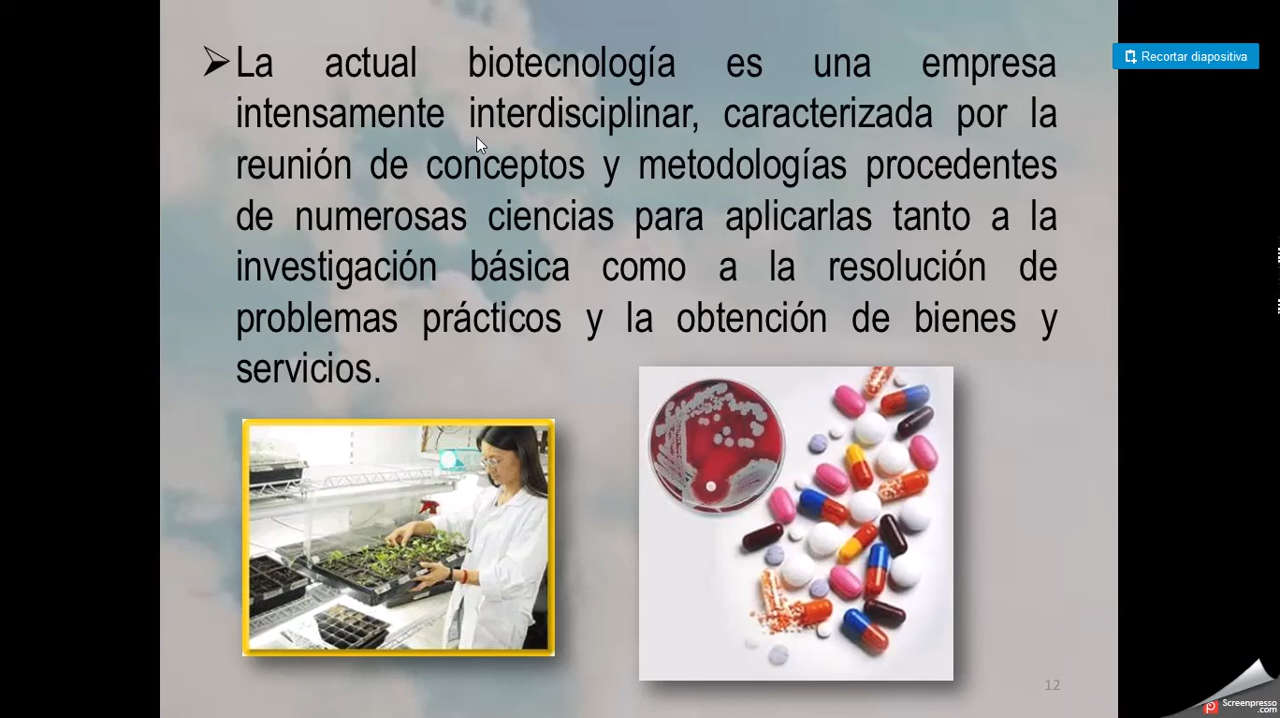 La actual biotecnología es una empresa
intensamente interdisciplinar, caracterizada por la
reunión de conceptos y metodologías procedentes
de numerosas ciencias para aplicarlas tanto a la
investigación básica como a la resolución de
problemas prácticos y la obtención de bienes y
servicios.
Recortar diapositiva
12
Screenpresso
.com